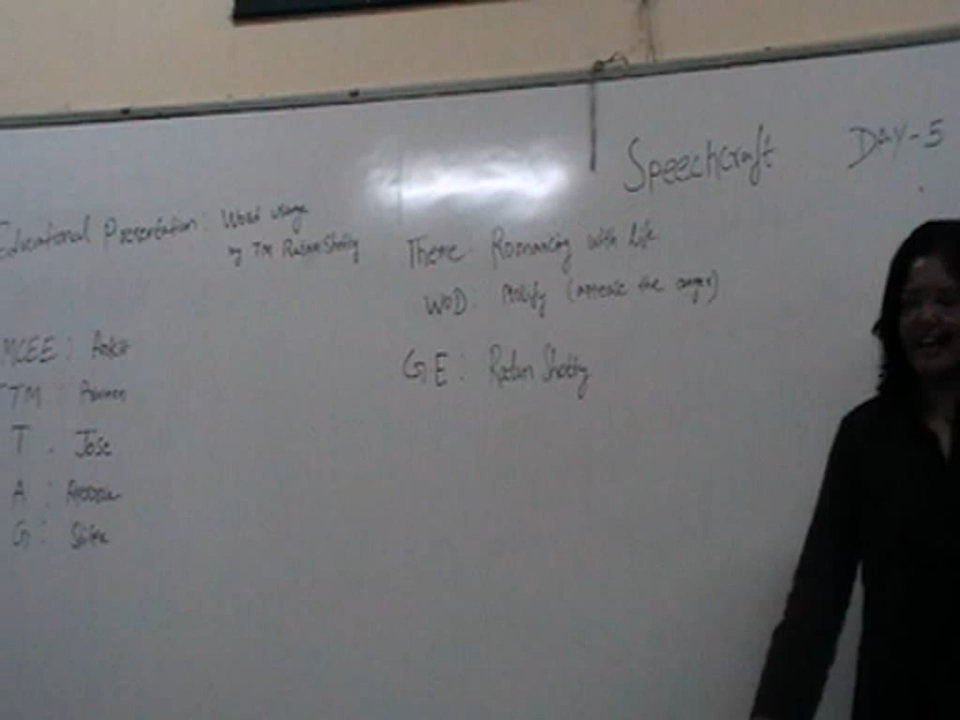 Speechcraft Day-5
Educational Presentation: Word usage
by TM Ratan Shetty
Theme: Romancing with Life
WOD: Mollify (appease the anger)
GE: Ratan Shetty
MCEE: Ankit
TTM:
T. Jose
A:
G: Shilpa